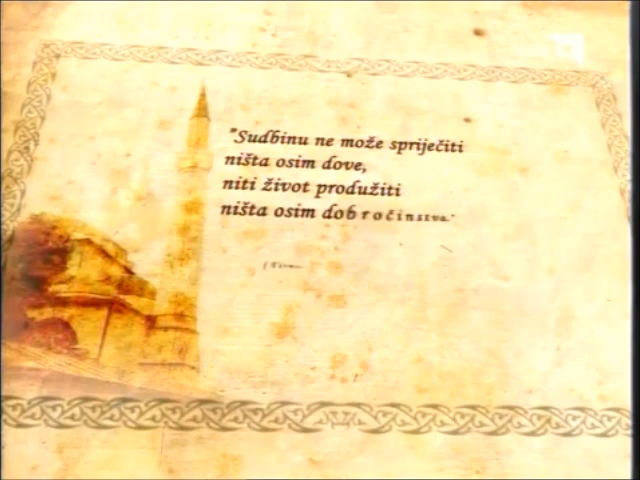 "Sudbinu ne može spriječiti
ništa osim dove,
niti život produžiti
ništa osim dobročinstva."